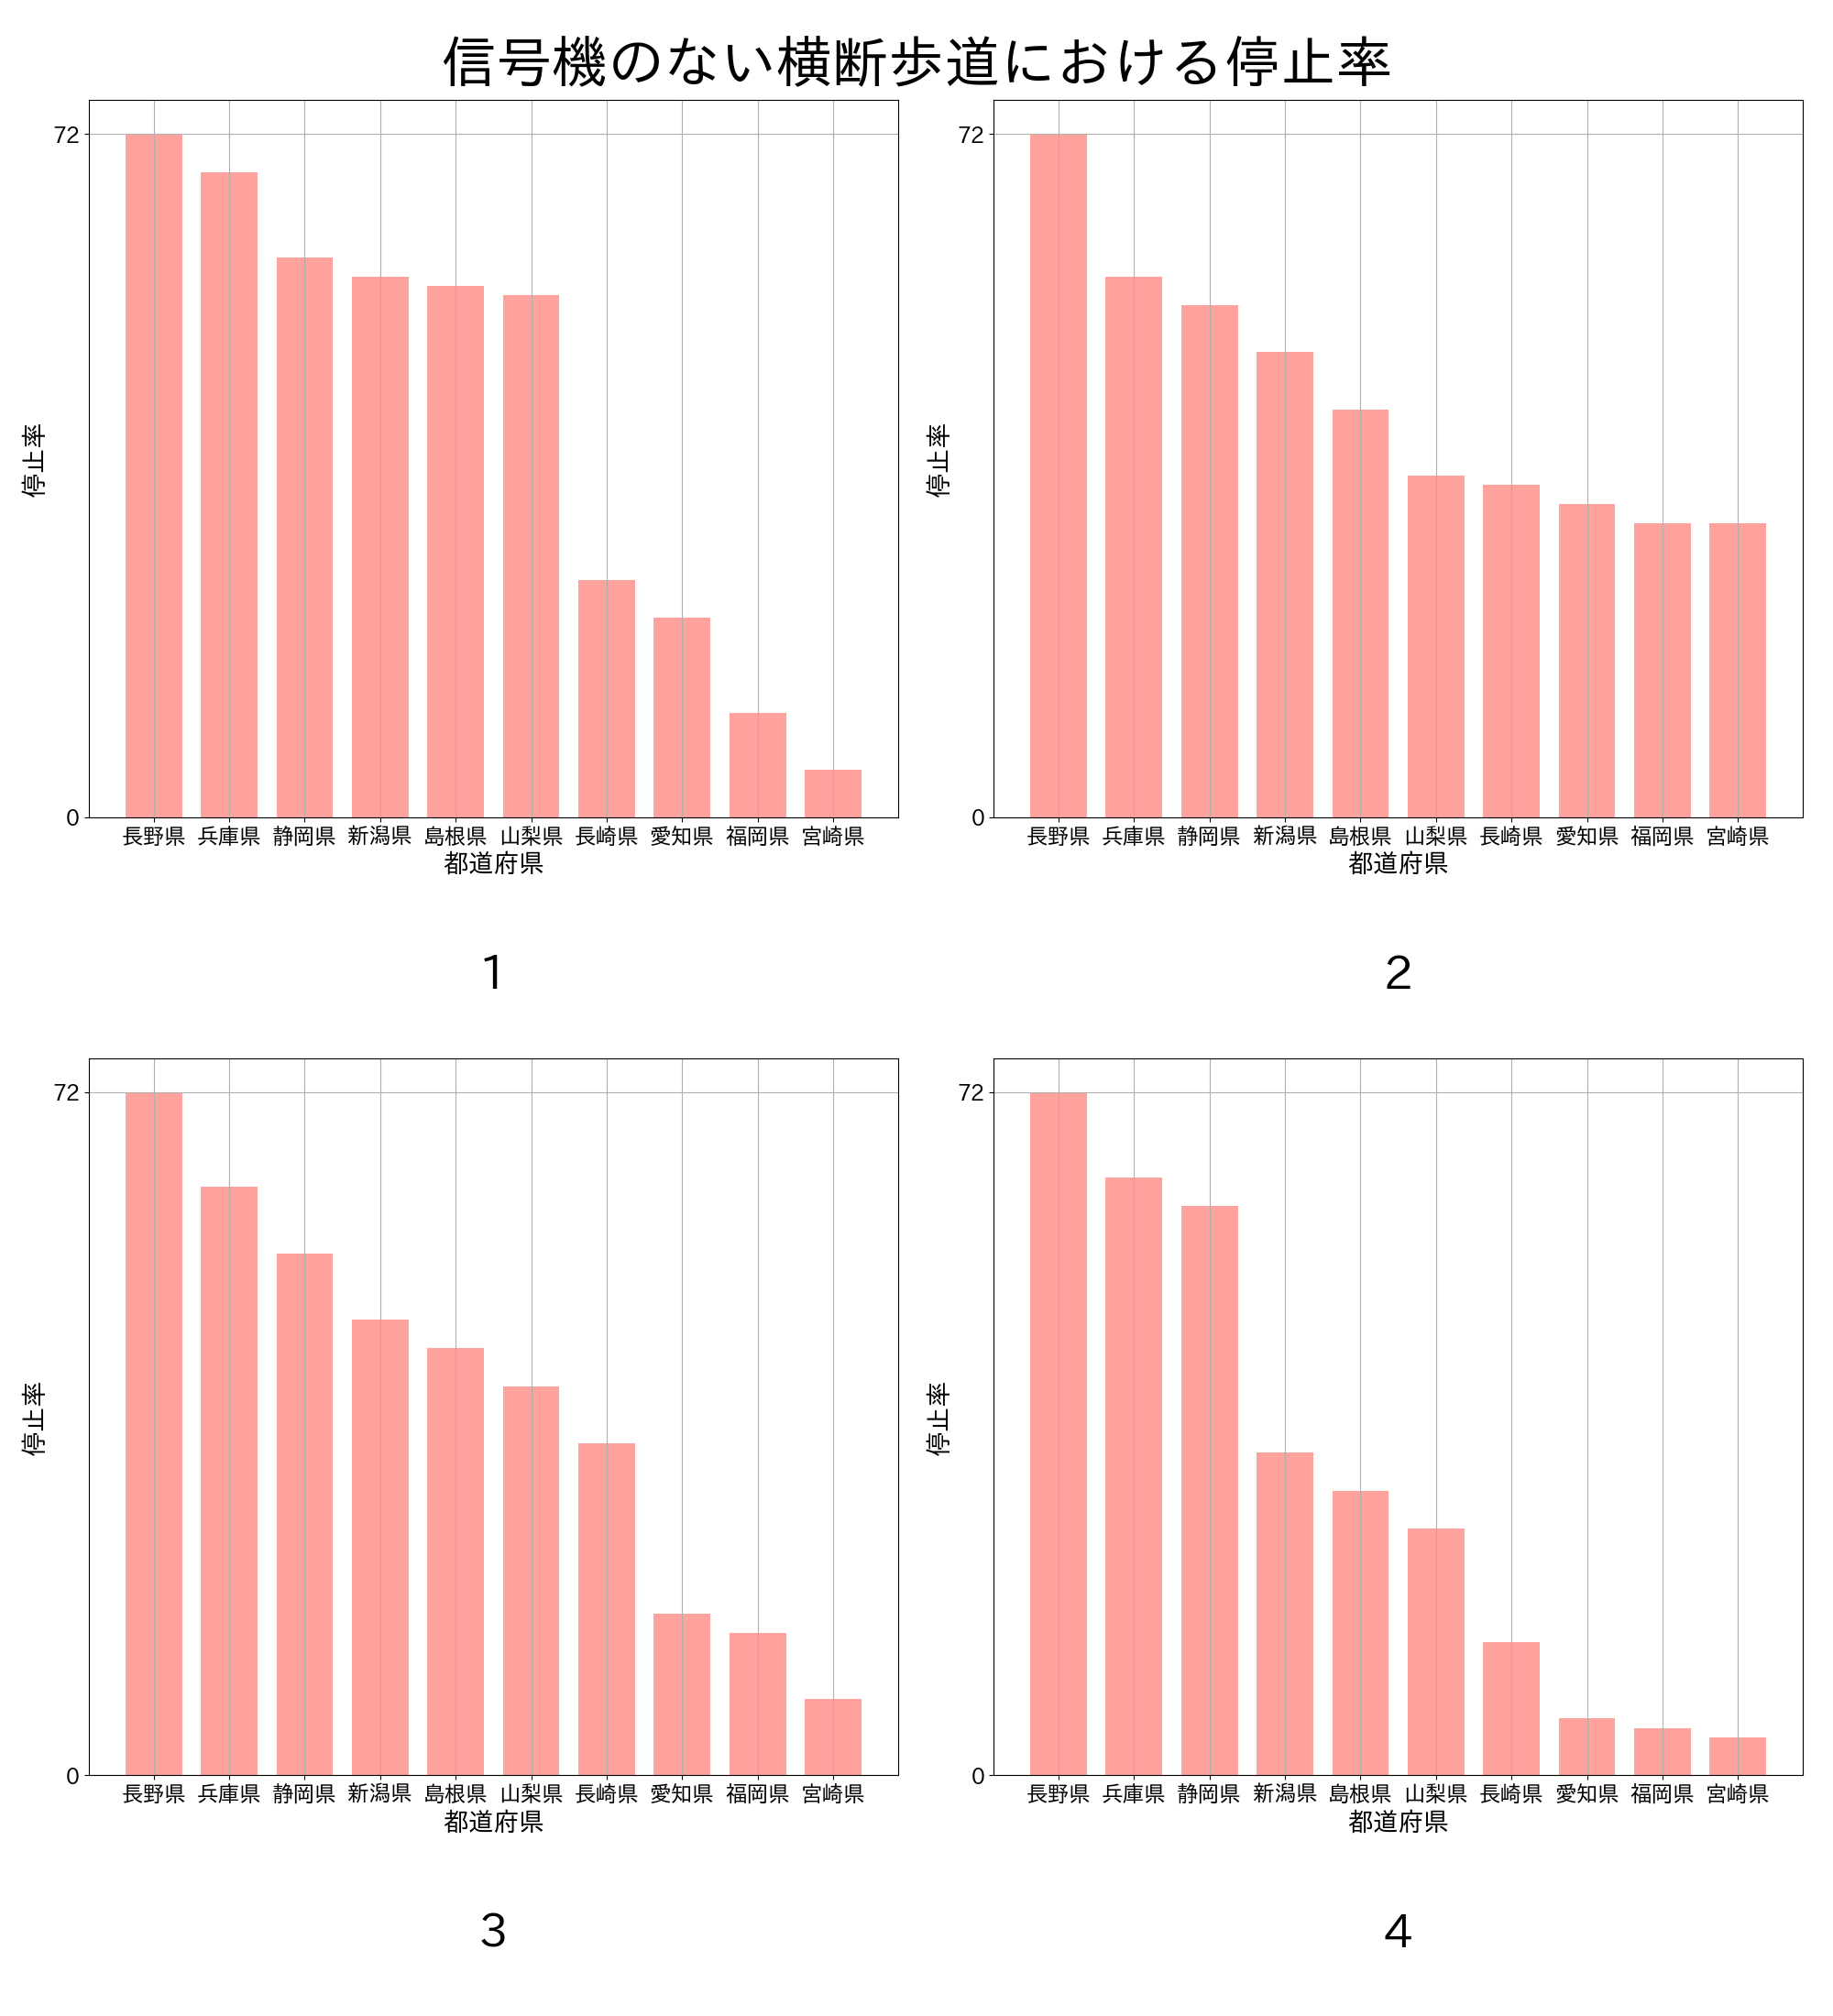 信号機のない横断歩道における停止率
72
0
停止率
長野県 兵庫県 静岡県 新潟県 島根県 山梨県 長崎県 愛知県 福岡県 宮崎県
都道府県
1
72
0
停止率
長野県 兵庫県 静岡県 新潟県 島根県 山梨県 長崎県 愛知県 福岡県 宮崎県
都道府県
2
72
0
停止率
長野県 兵庫県 静岡県 新潟県 島根県 山梨県 長崎県 愛知県 福岡県 宮崎県
都道府県
3
72
0
停止率
長野県 兵庫県 静岡県 新潟県 島根県 山梨県 長崎県 愛知県 福岡県 宮崎県
都道府県
4